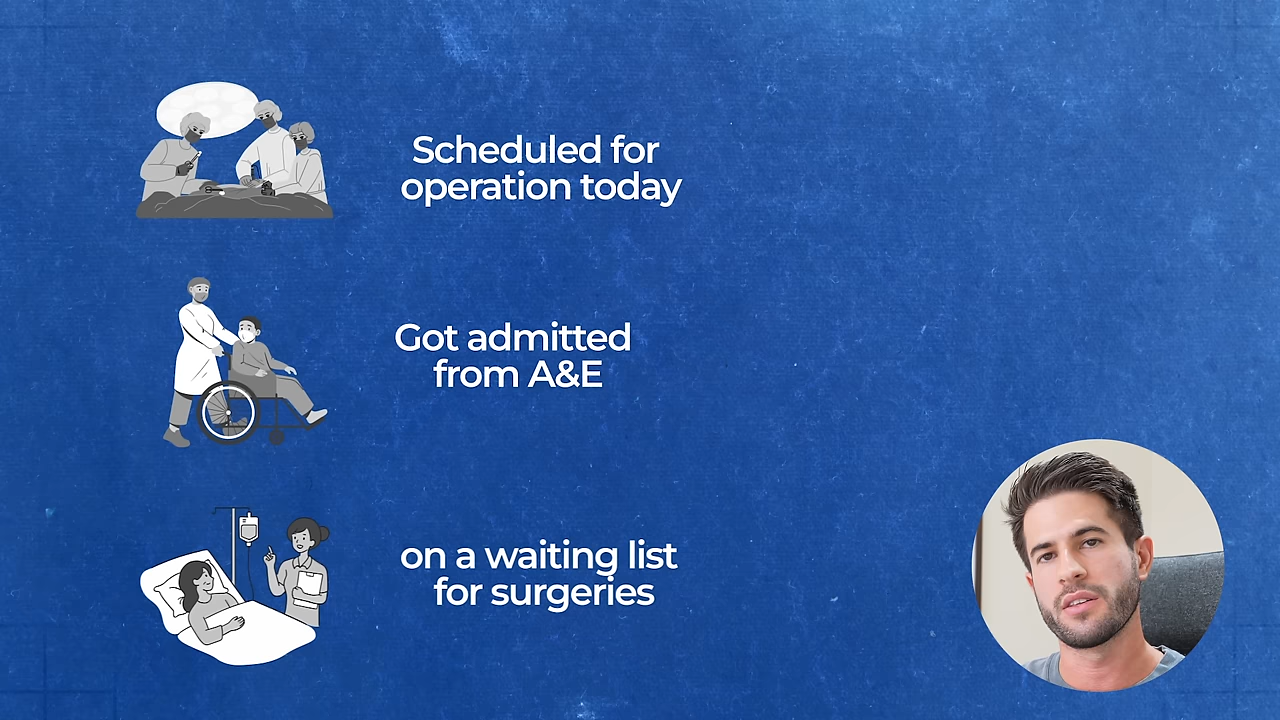 Scheduled for
operation today
Got admitted
from A&E
on a waiting list
for surgeries